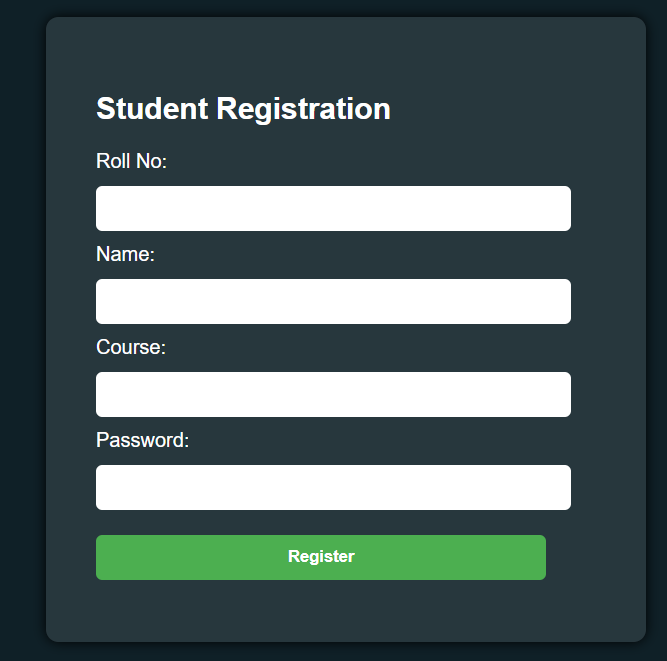 Student Registration
Roll No:
Name:
Course:
Password:
Register